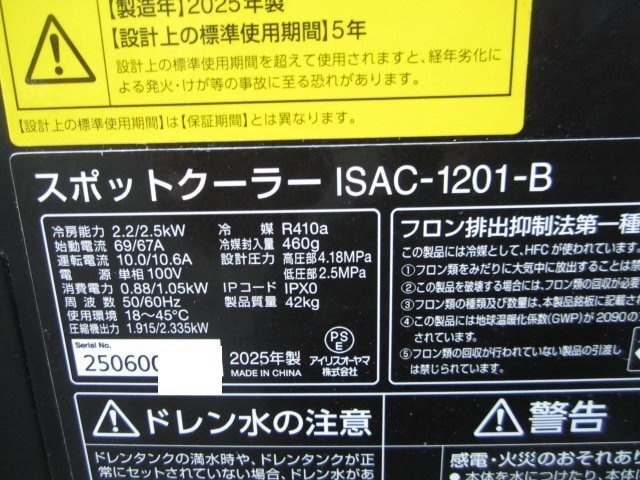 【製造年】2025年製
【設計上の標準使用期間】5年
設計上の標準使用期間を超えて使用されますと、経年劣化に
よる発火・けが等の事故に至る恐れがあります。
【設計上の標準使用期間】は【保証期間】とは異なります。
スポットクーラー ISAC-1201-B
冷房能力 2.2/2.5kW
始動電流 69/67A
運転電流 10.0/10.6A
電源 単相100V
消費電力 0.88/1.05kW
周波数 50/60Hz
使用環境 18～45℃
圧縮機出力 1.915/2.335kW
冷媒 R410a
冷媒封入量 460g
設計圧力 高圧部4.18MPa
低圧部2.5MPa
IPコード IPX0
製品質量 42kg
Serial No.
250600
PS
E
2025年製
MADE IN CHINA
アイリスオーヤマ
株式会社
フロン排出抑制法第一種
この製品には冷媒として、HFCが使われています
①フロン類をみだりに大気中に放出することは禁
②この製品を破棄する場合には、フロン類の回収が必要
③フロン類の種類及び数量は、本製品銘板に記載され
④この製品には地球温暖化係数(GWP)が2090の
⑤フロン類の回収が行われていない製品の引渡し
は禁じられています。
ドレン水の注意
ドレンタンクの満水時や、ドレンタンクが正
常にセットされていない場合、ドレン水があ
警告
感電・火災のおそれあり
●本体を水につけたり、本